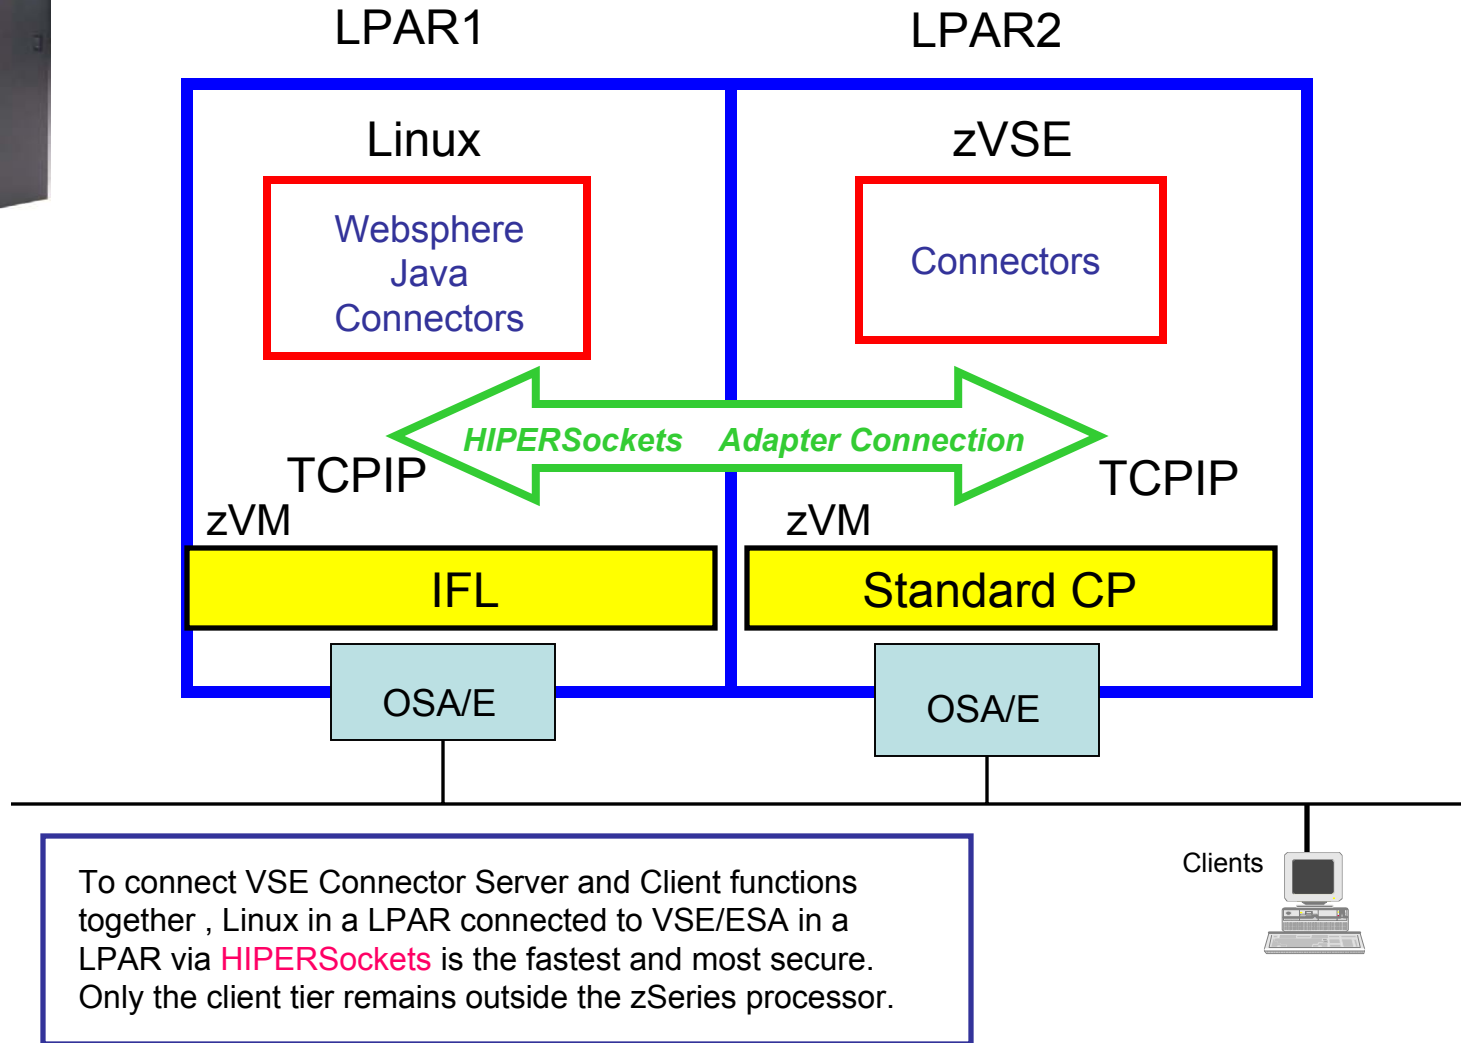 LPAR1
LPAR2
Linux
zVSE
Websphere
Java
Connectors
Connectors
HIPERSockets Adapter Connection
TCPIP
TCPIP
zVM
zVM
IFL
Standard CP
OSA/E
OSA/E
Clients
To connect VSE Connector Server and Client functions
together , Linux in a LPAR connected to VSE/ESA in a
LPAR via HIPERSockets is the fastest and most secure.
Only the client tier remains outside the zSeries processor.